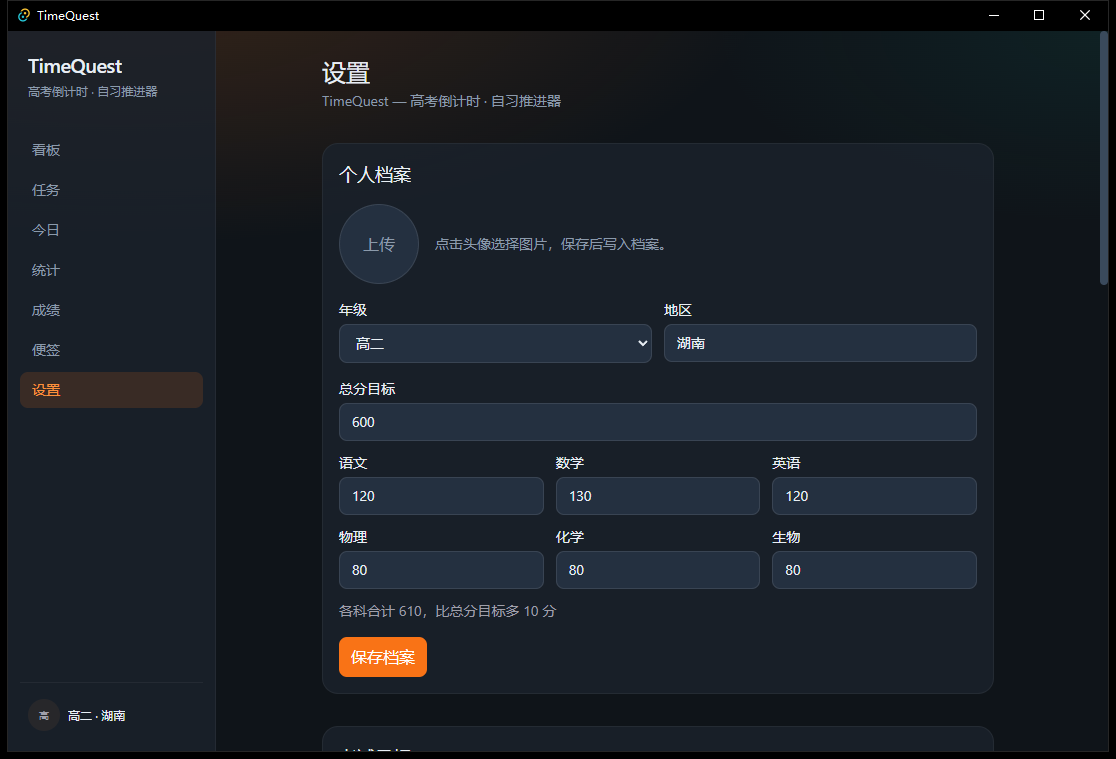 TimeQuest
TimeQuest
高考倒计时 · 自习推进器
看板
任务
今日
统计
成绩
便签
设置
高
高二 · 湖南
设置
TimeQuest — 高考倒计时 · 自习推进器
个人档案
上传
点击头像选择图片，保存后写入档案。
年级
地区
高二
湖南
总分目标
600
语文
数学
英语
120
130
120
物理
化学
生物
80
80
80
各科合计 610，比总分目标多 10 分
保存档案